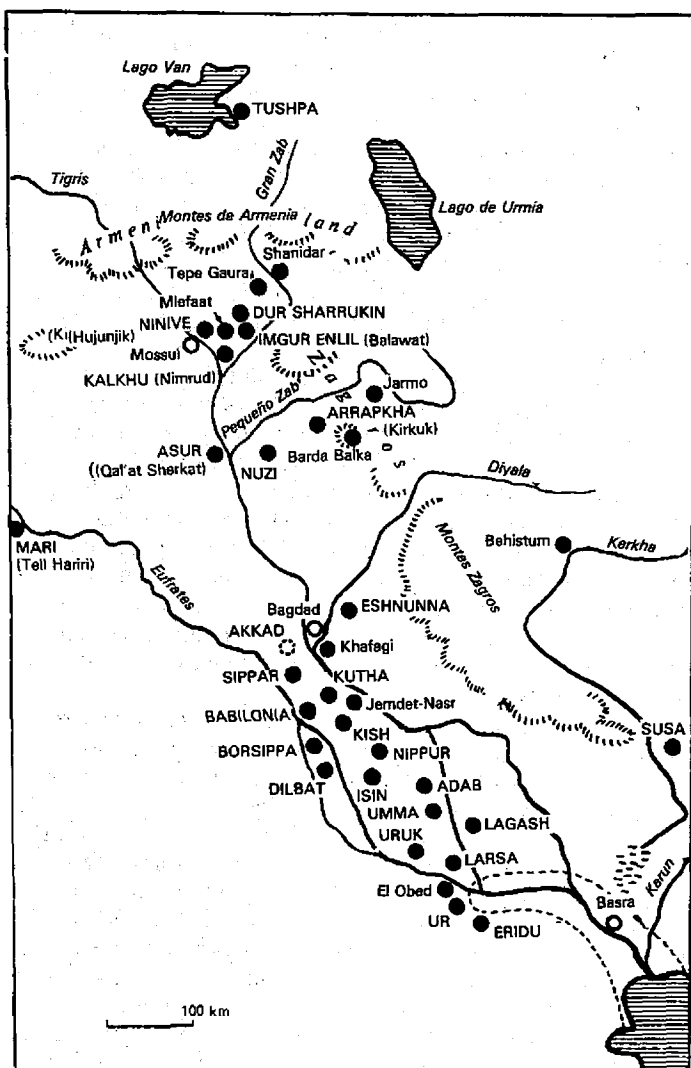 Lago Van
TUSHPA
Gran Zab
Tigris
Lago de Urmia
Armeni
Montes de Armenia
land
Shanidar
Tepe Gaura
Mlefaat
DUR SHARRUKIN
NINIVE
(Hujunjik)
IMGUR ENLIL (Balawat)
Mossul
KALKHU (Nimrud)
Jarmo
Pequeño Zab
ARRAPKHA
(Kirkuk)
ASUR
((Qal'at Sherkat)
NUZI
Barda Balka
Diyala
MARI
(Tell Hariri)
Eufrates
Montes Zagros
Behistum
Kerkha
Bagdad
ESHNUNNA
AKKAD
Khafagi
SIPPAR
KUTHA
Jemdet-Nasr
BABILONIA
KISH
SUSA
BORSIPPA
NIPPUR
DILBAT
ISIN
ADAB
UMMA
LAGASH
URUK
LARSA
El Obed
Karun
Basra
UR
ERIDU
100 km